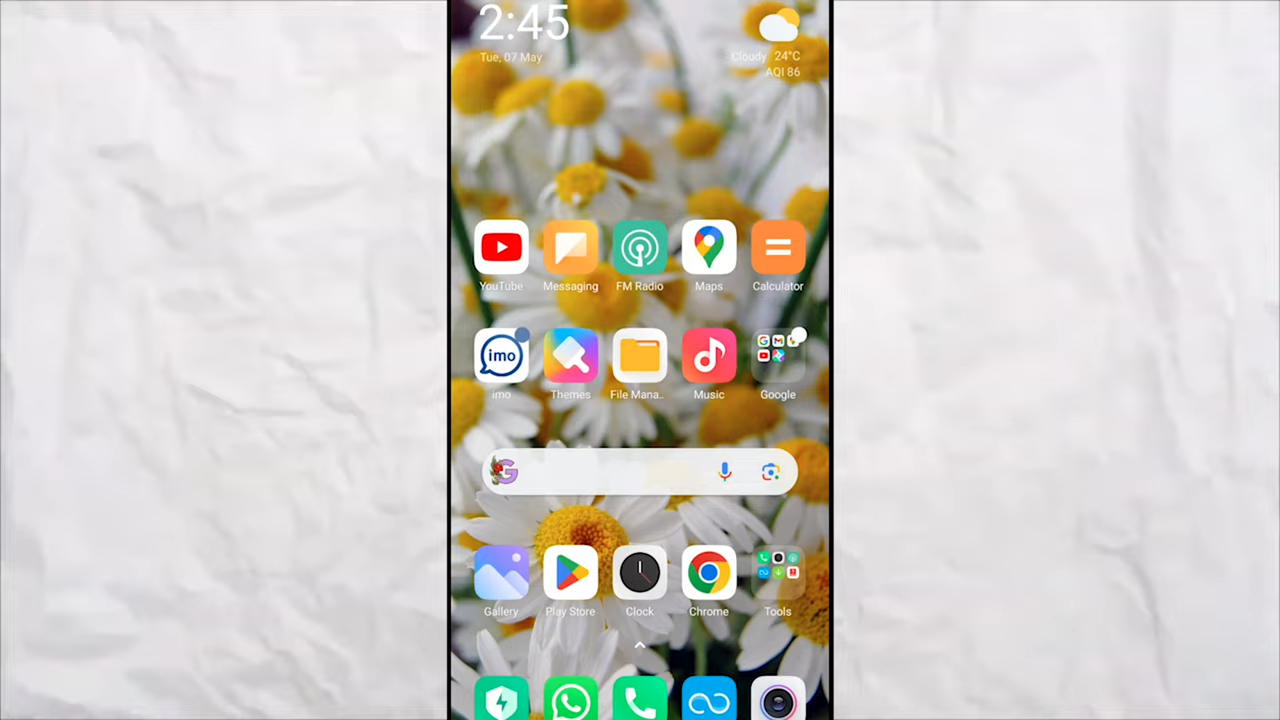 2:45
Tue, 07 May
Cloudy 24°C
AQI 86
YouTube Messaging FM Radio Maps Calculator
imo
imo Themes File Mana.. Music Google
Gallery Play Store Clock Chrome Tools